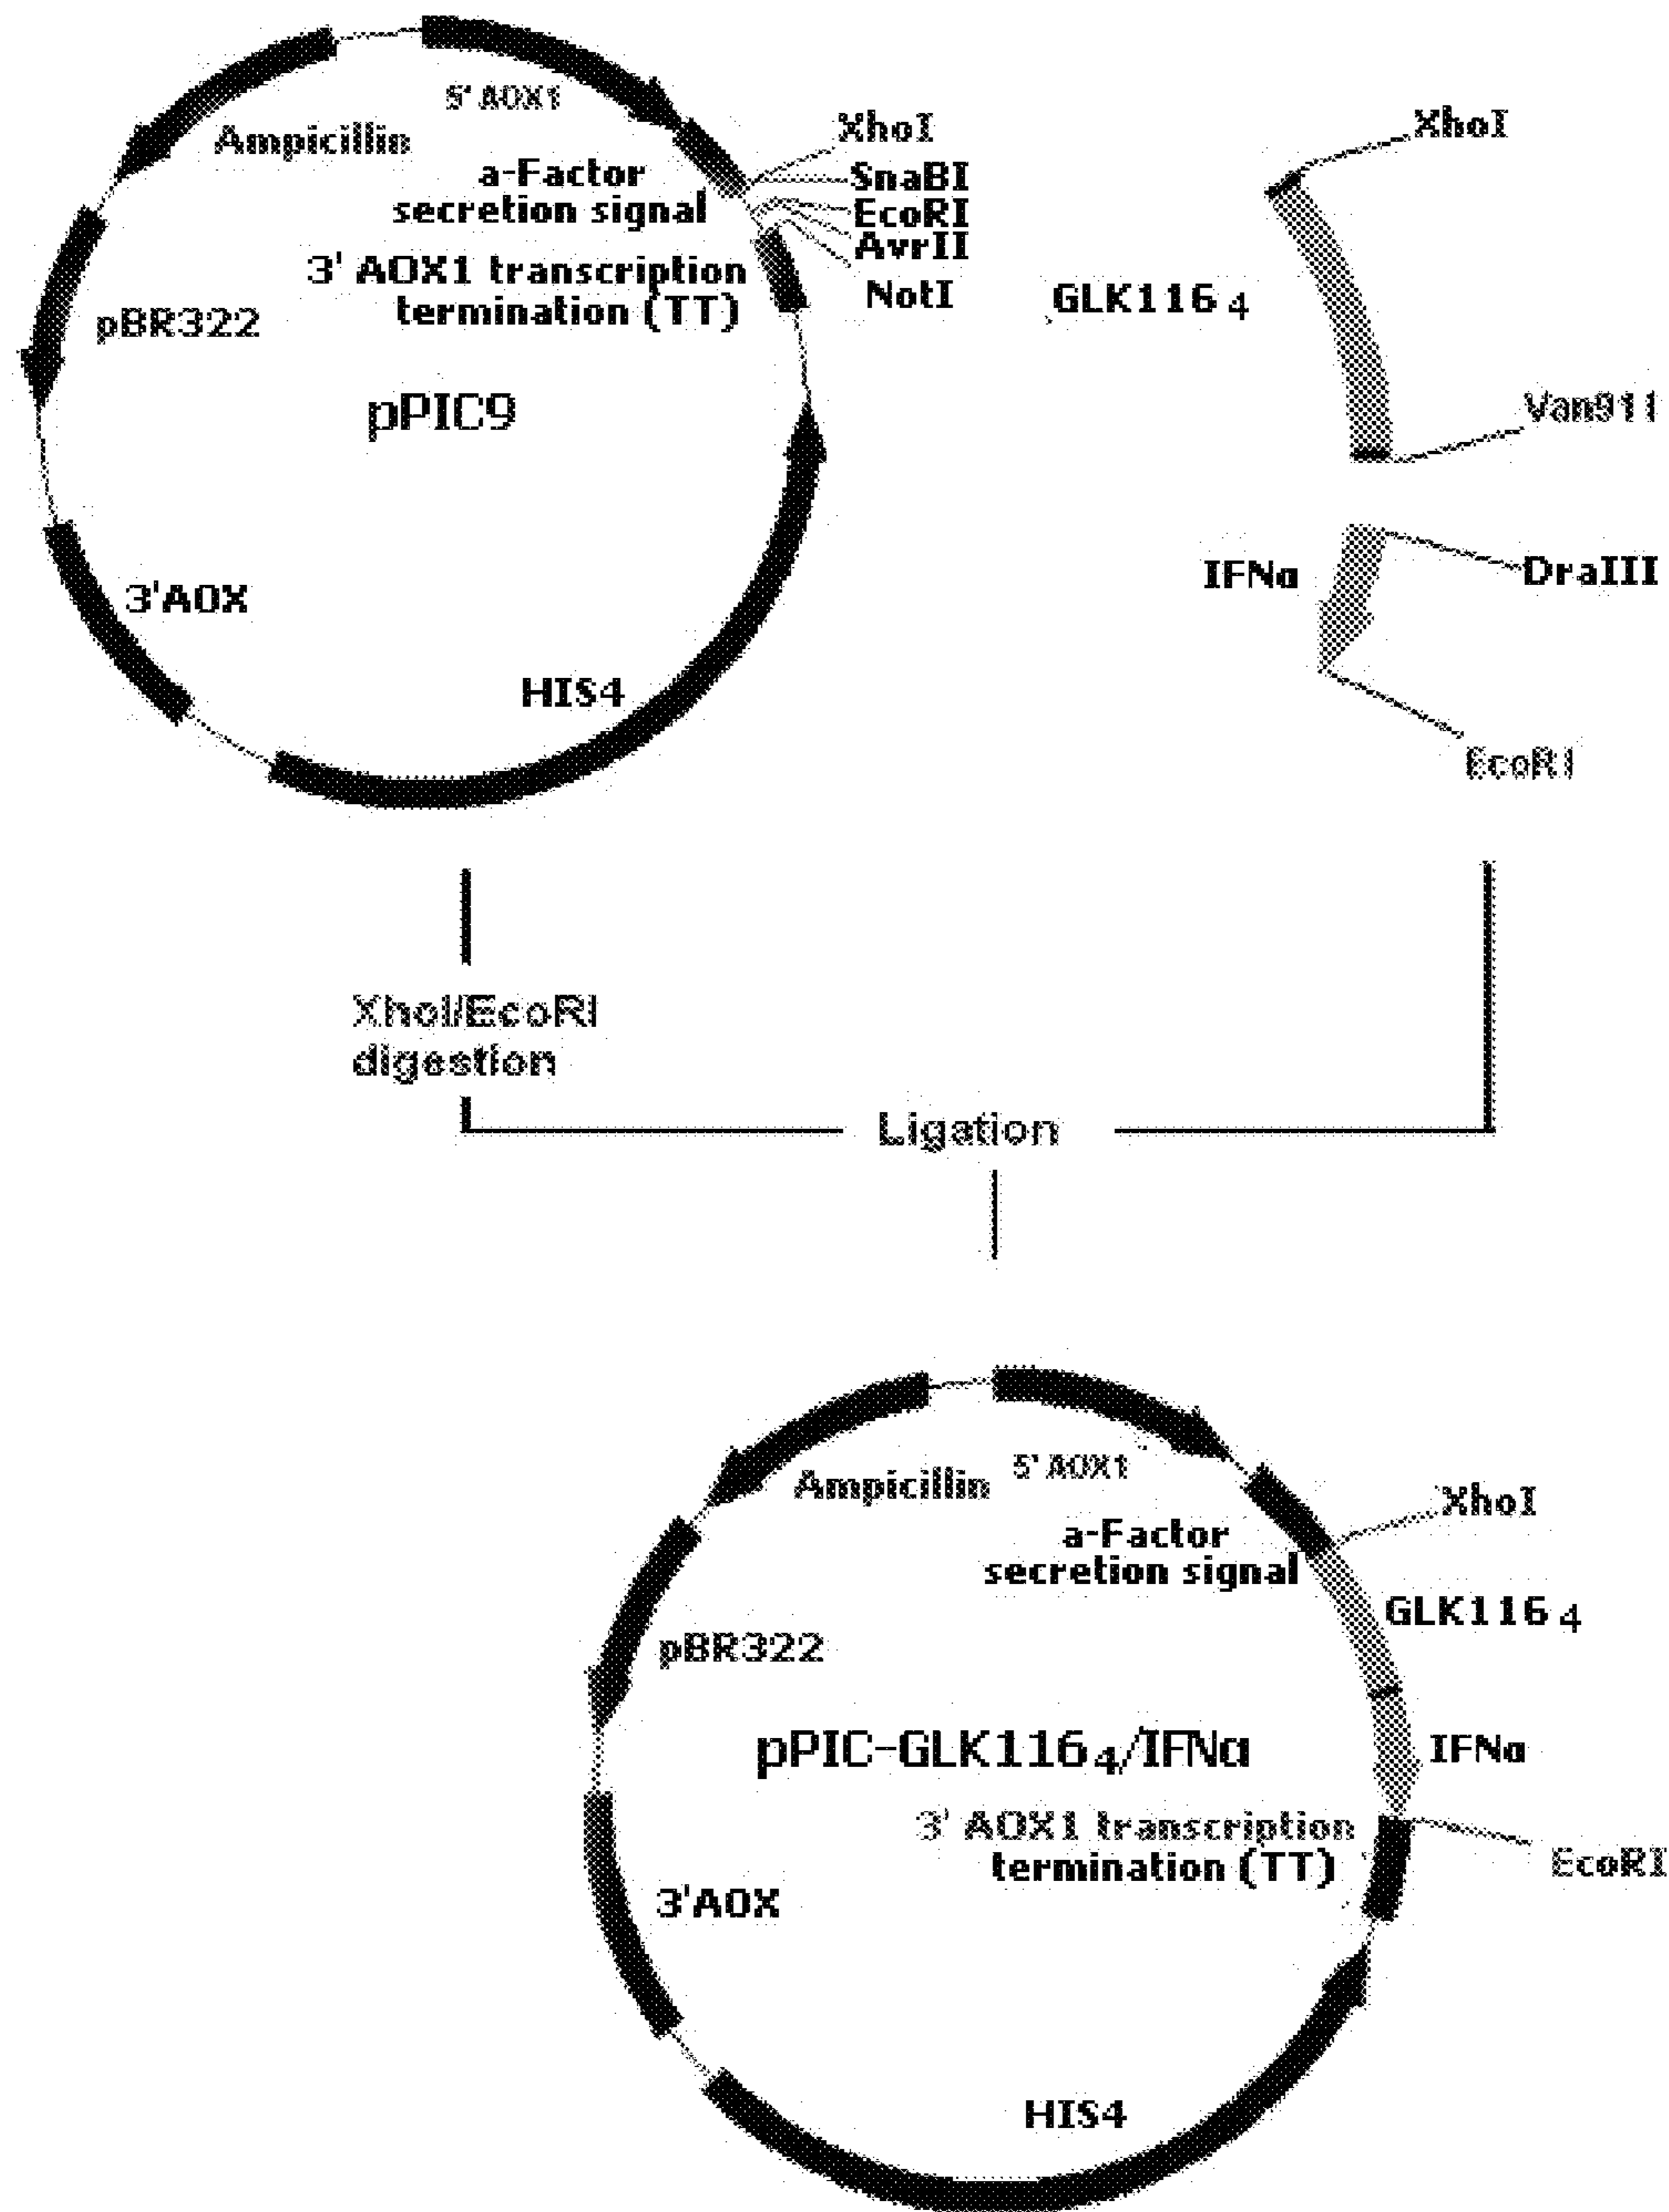 5' AOX1
Ampicillin
XhoI
a-Factor
secretion signal
SnaBI
EcoRI
AvrII
NotI
3' AOX1 transcription
termination (TT)
pBR322
pPIC9
3'AOX
HIS4
XhoI
GLK116 4
Van91I
IFNα
DraIII
EcoRI
XhoI/EcoRI
digestion
Ligation
Ampicillin
5' AOX1
a-Factor
secretion signal
XhoI
GLK116 4
pBR322
pPIC-GLK116 4/IFNα
IFNα
3' AOX1 transcription
termination (TT)
EcoRI
3'AOX
HIS4